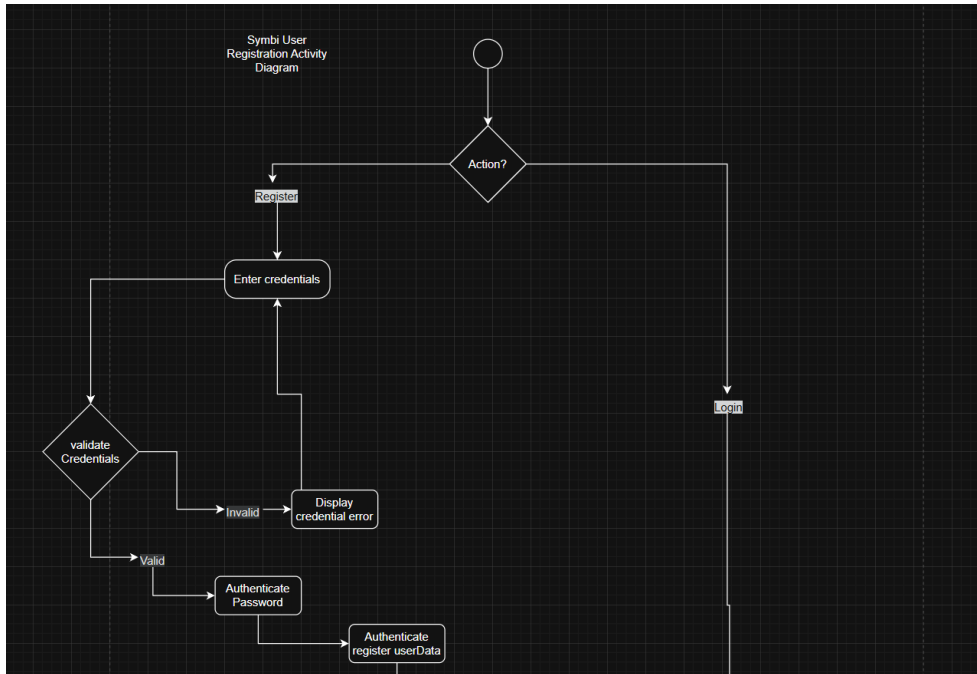 Symbi User
Registration Activity
Diagram
Action?
Register
Enter credentials
Login
validate
Credentials
Display
credential error
Invalid
Valid
Authenticate
Password
Authenticate
register userData